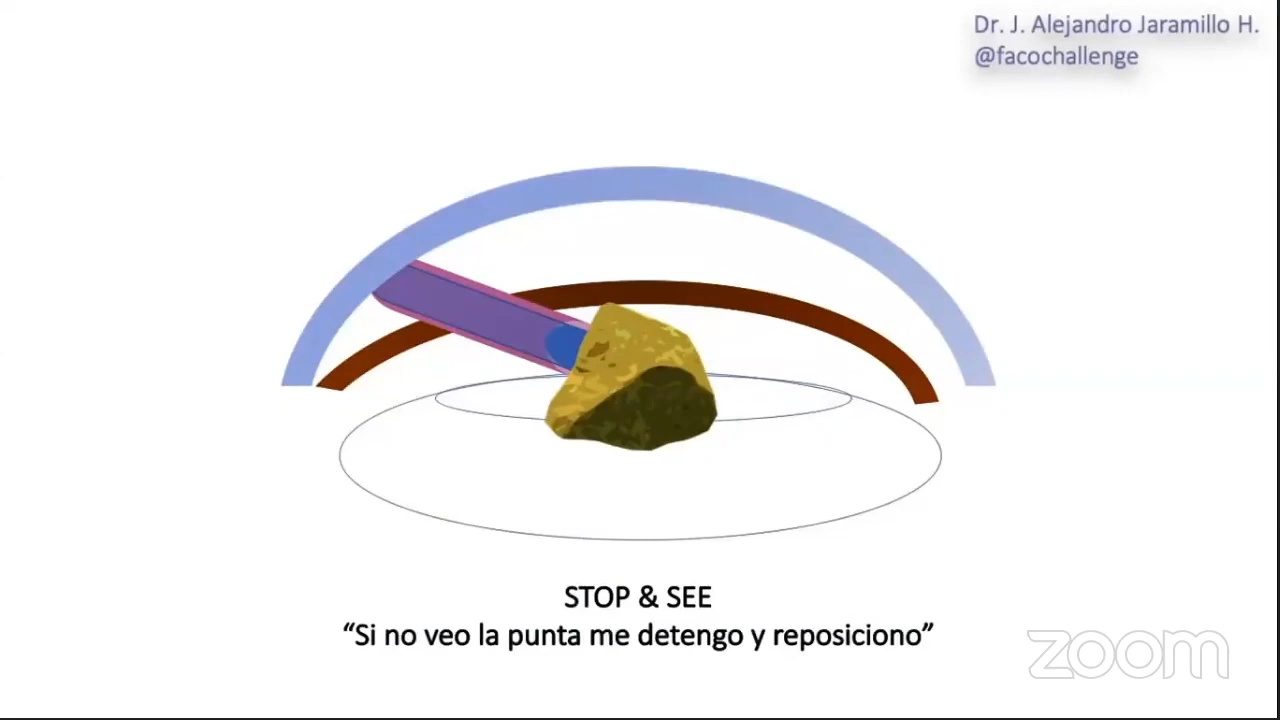 Dr. J. Alejandro Jaramillo H.
@facochallenge
STOP & SEE
“Si no veo la punta me detengo y reposiciono”
zoom